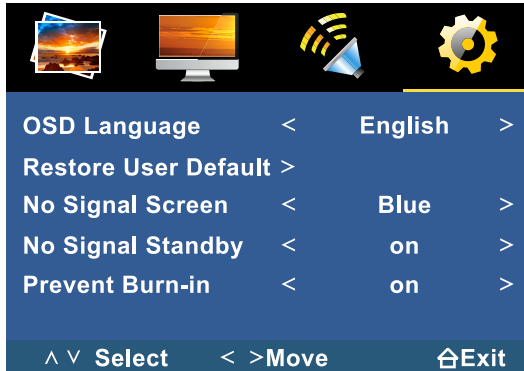 OSD Language < English >
Restore User Default >
No Signal Screen < Blue >
No Signal Standby < on >
Prevent Burn-in < on >
∧ ∨ Select < > Move Exit